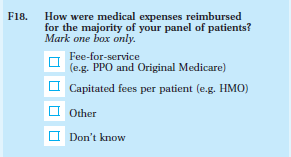 F18. How were medical expenses reimbursed
for the majority of your panel of patients?
Mark one box only.
Fee-for-service
(e.g. PPO and Original Medicare)
Capitated fees per patient (e.g. HMO)
Other
Don't know